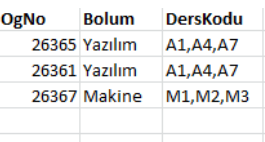 OgNo Bolum DersKodu
26365 Yazılım A1,A4,A7
26361 Yazılım A1,A4,A7
26367 Makine M1,M2,M3